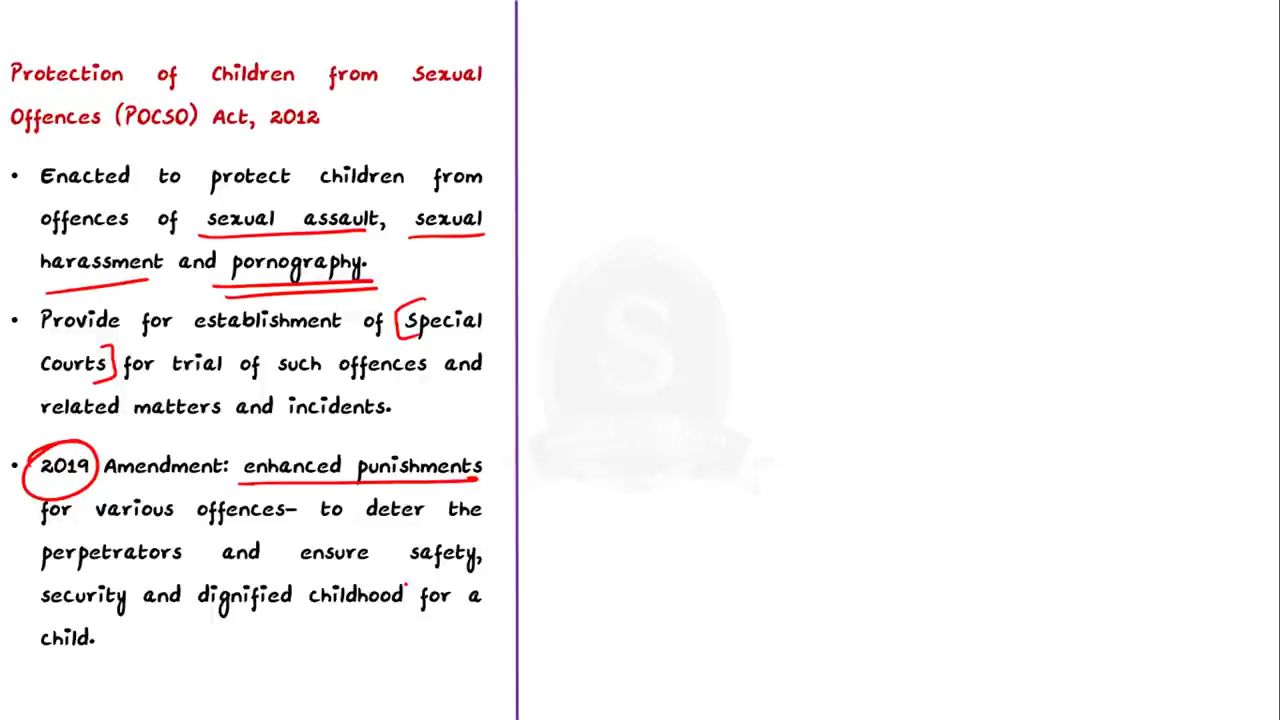 Protection of Children from Sexual
Offences (POCSO) Act, 2012
• Enacted to protect children from
offences of sexual assault, sexual
harassment and pornography.
• Provide for establishment of Special
Courts for trial of such offences and
related matters and incidents.
• 2019 Amendment: enhanced punishments
for various offences- to deter the
perpetrators and ensure safety,
security and dignified childhood for a
child.
S